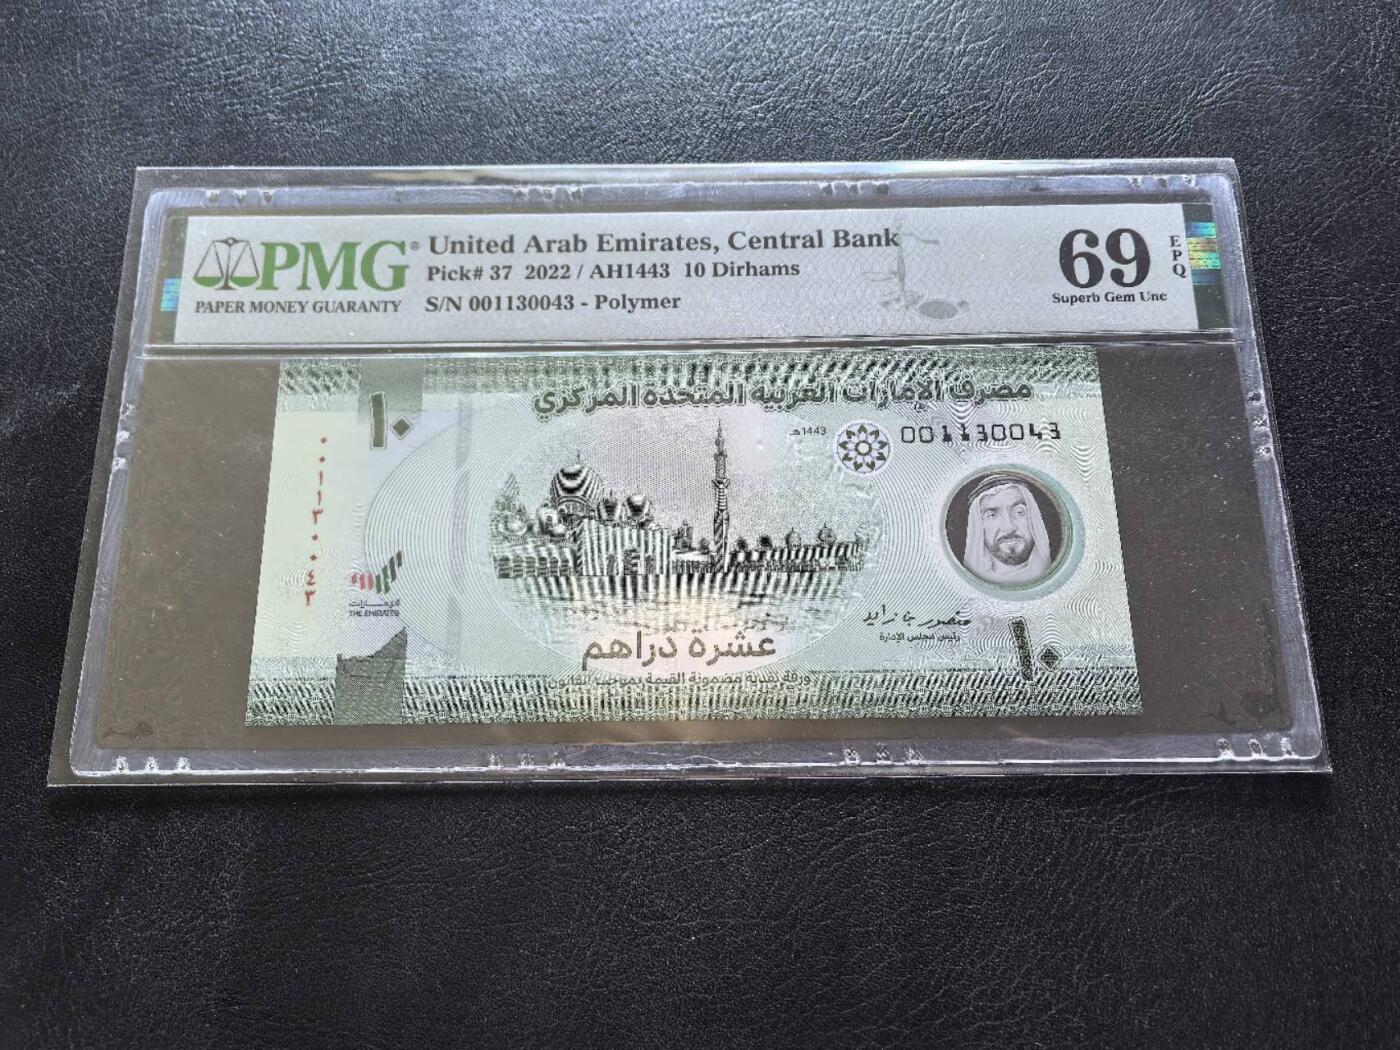 PMG®
PAPER MONEY GUARANTY
United Arab Emirates, Central Bank
Pick# 37 2022 / AH1443 10 Dirhams
S/N 001130043 - Polymer
69
EPQ
Superb Gem Unc
مصرف الإمارات العربية المتحدة المركزي
١٠
1443هـ
001130043
٠٠١١٣٠٠٤٣
الإمارات
THE EMIRATES
منصور بن زايد
رئيس مجلس الإدارة
عشرة دراهم
١٠
ورقة نقدية مضمونة القيمة بموجب القانون